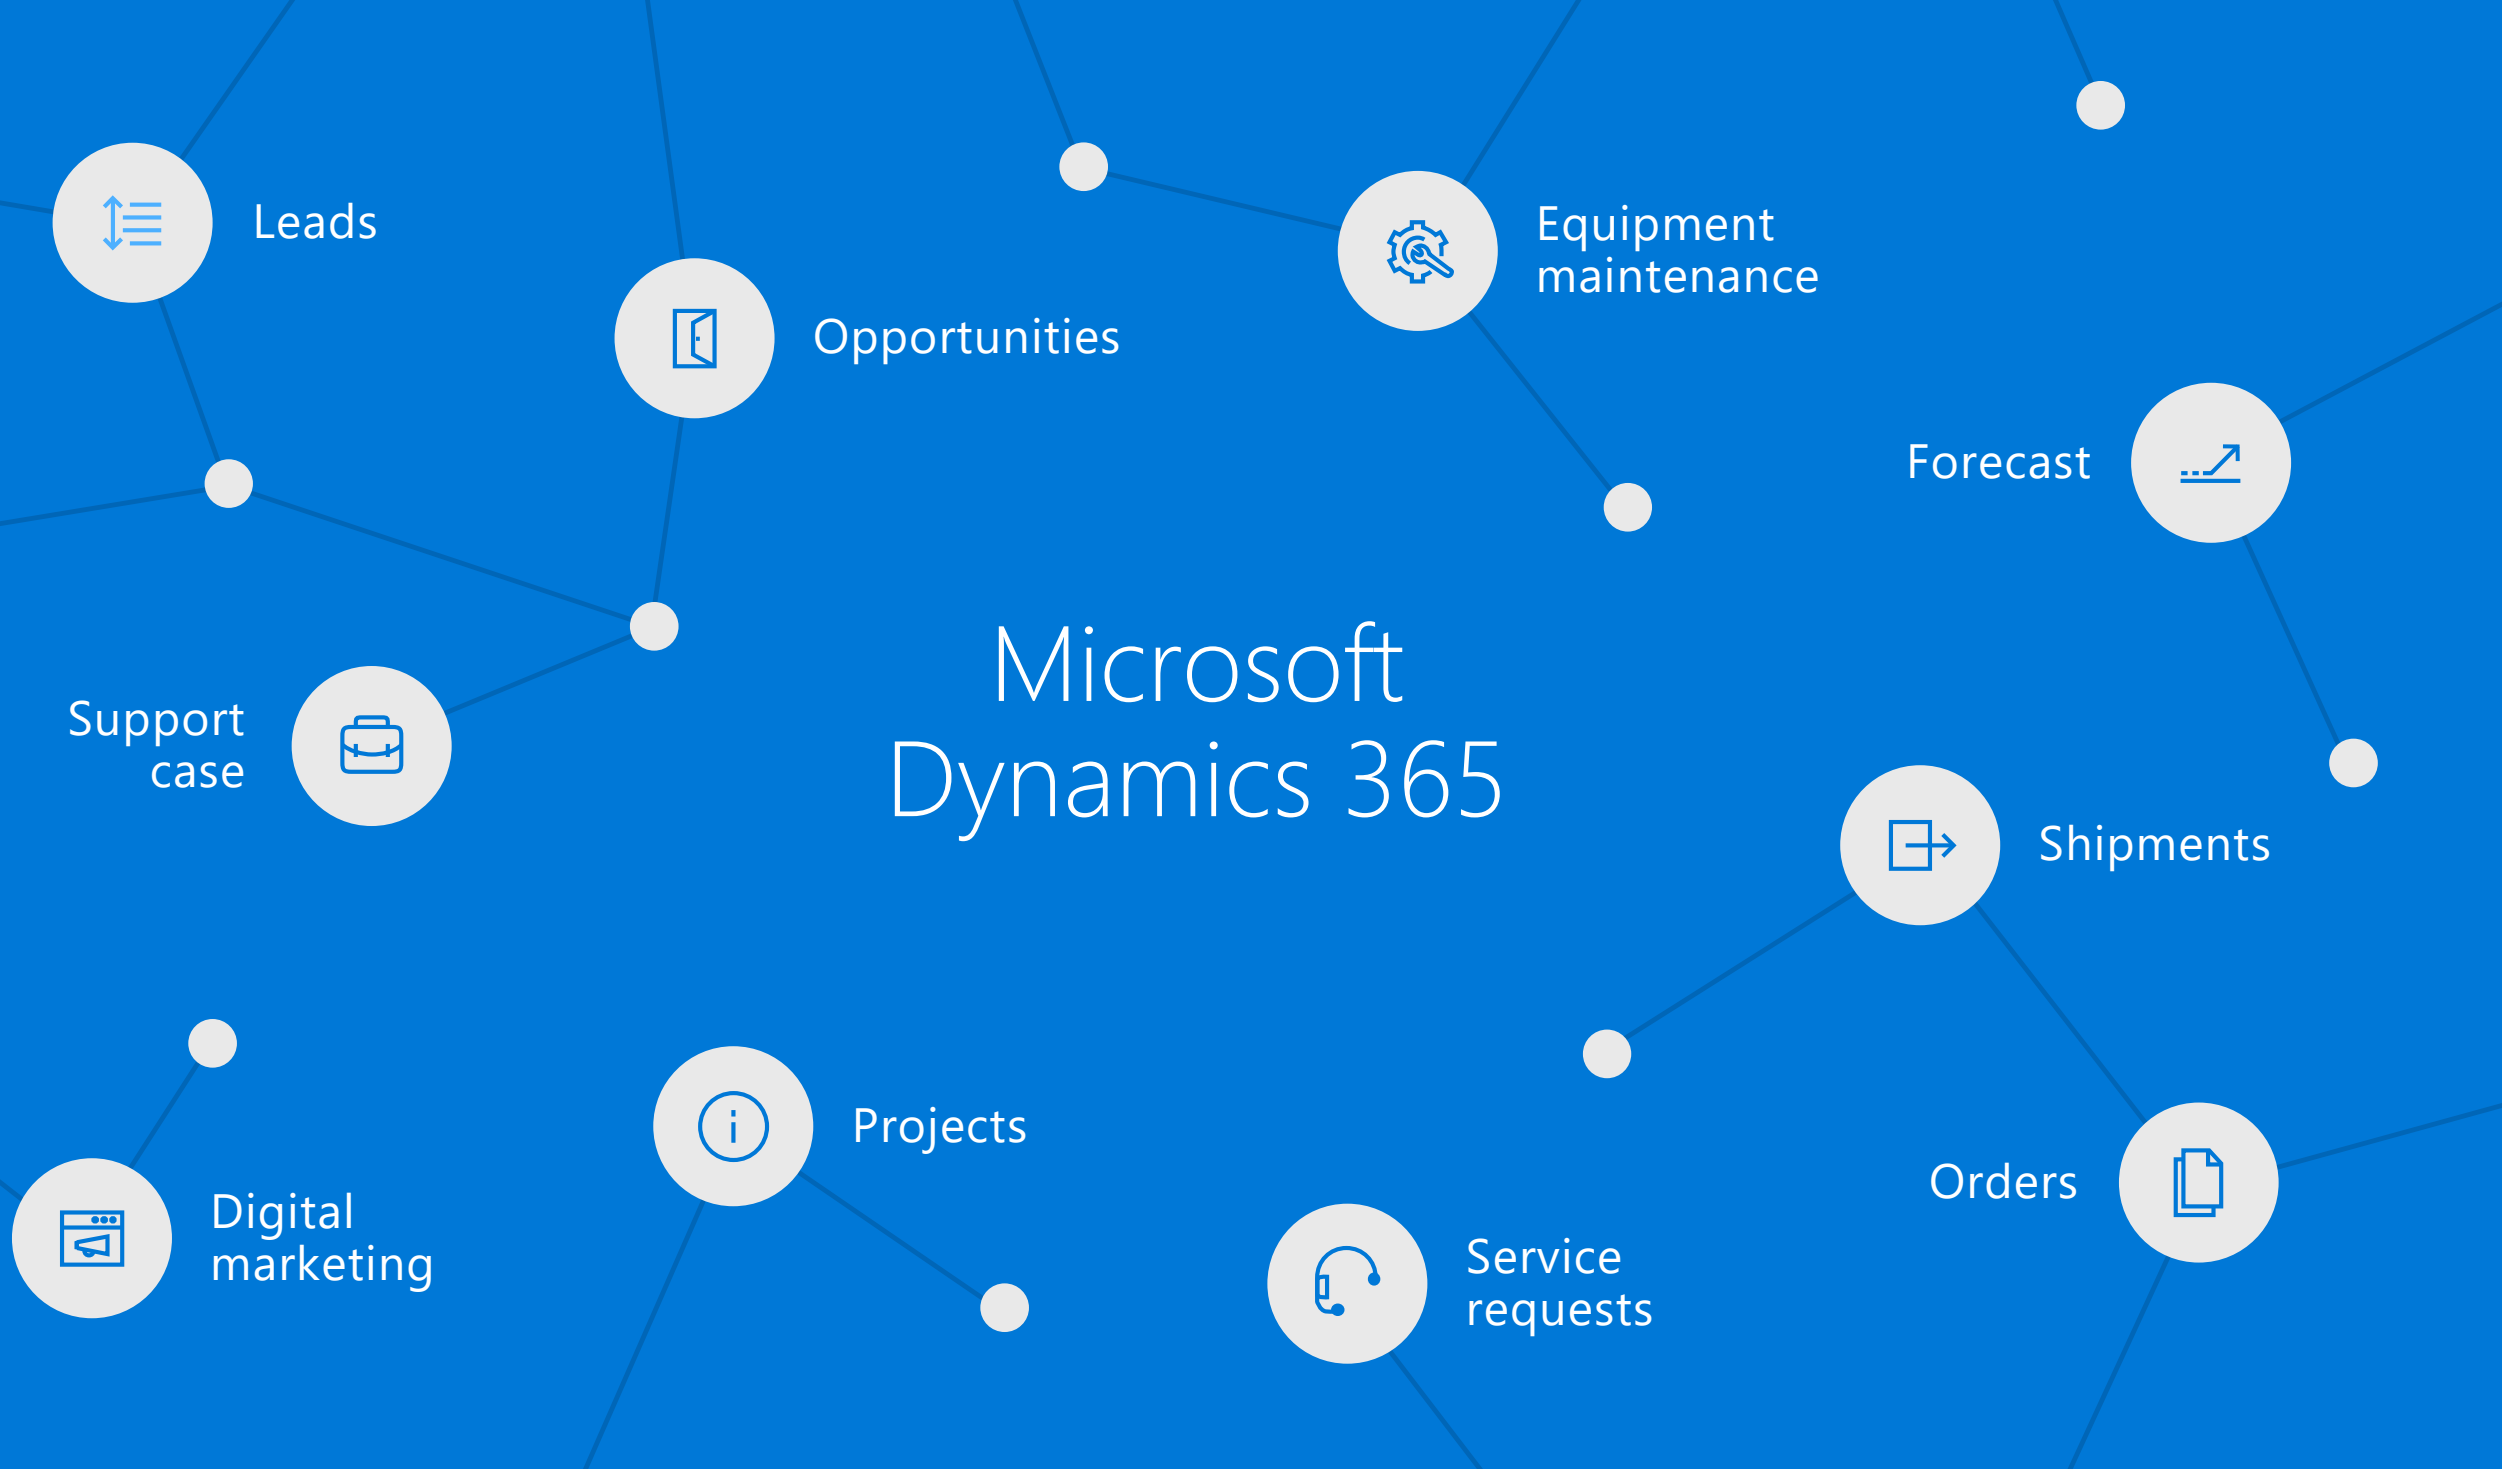 Leads
Opportunities
Equipment
maintenance
Forecast
Microsoft
Dynamics 365
Support
case
Shipments
Projects
Orders
Digital
marketing
Service
requests